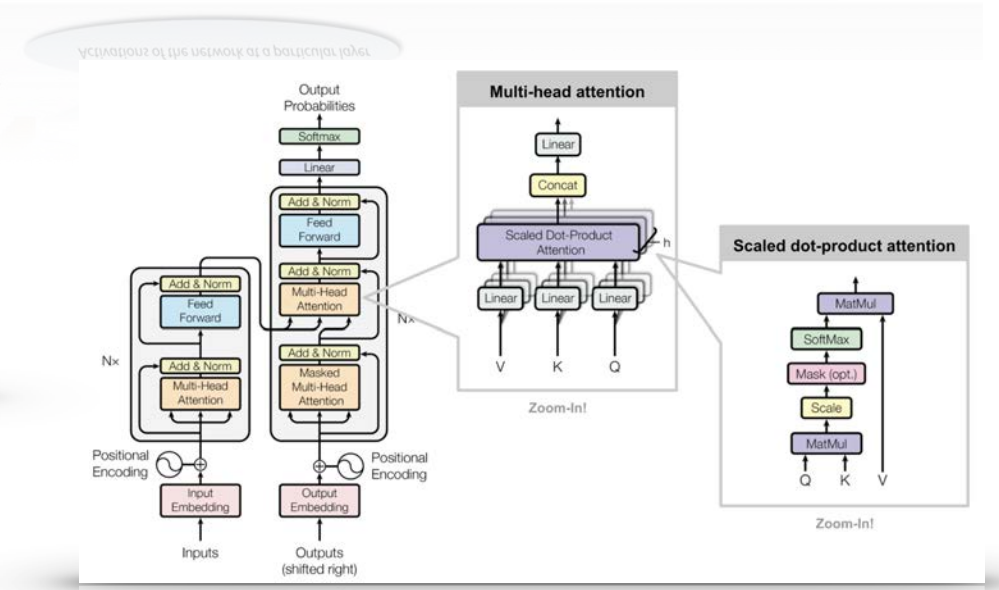 Activations of the network at a particular layer
Output
Probabilities
Softmax
Linear
Add & Norm
Feed
Forward
Add & Norm
Multi-Head
Attention
Nx
Add & Norm
Masked
Multi-Head
Attention
Positional
Encoding
Output
Embedding
Outputs
(shifted right)
Add & Norm
Feed
Forward
Nx
Add & Norm
Multi-Head
Attention
Positional
Encoding
Input
Embedding
Inputs
Multi-head attention
Linear
Concat
Scaled Dot-Product
Attention
h
Linear
Linear
Linear
V K Q
Zoom-In!
Scaled dot-product attention
MatMul
SoftMax
Mask (opt.)
Scale
MatMul
Q K V
Zoom-In!